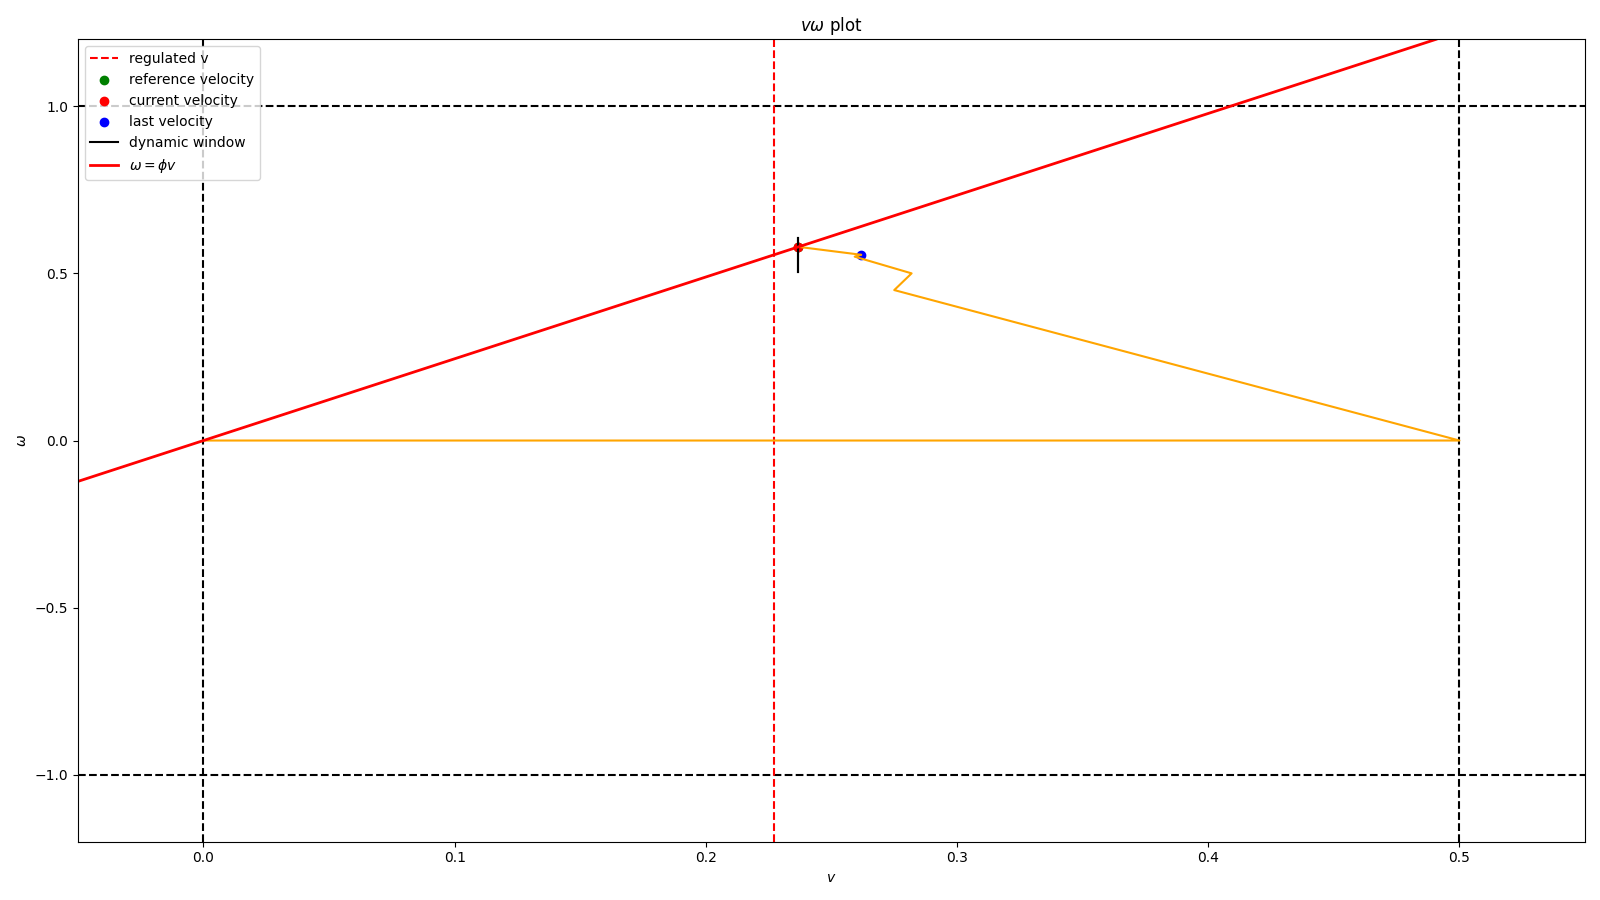 vω plot
regulated v
reference velocity
current velocity
last velocity
dynamic window
ω = ϕv
1.0
0.5
0.0
−0.5
−1.0
ω
0.0 0.1 0.2 0.3 0.4 0.5
v